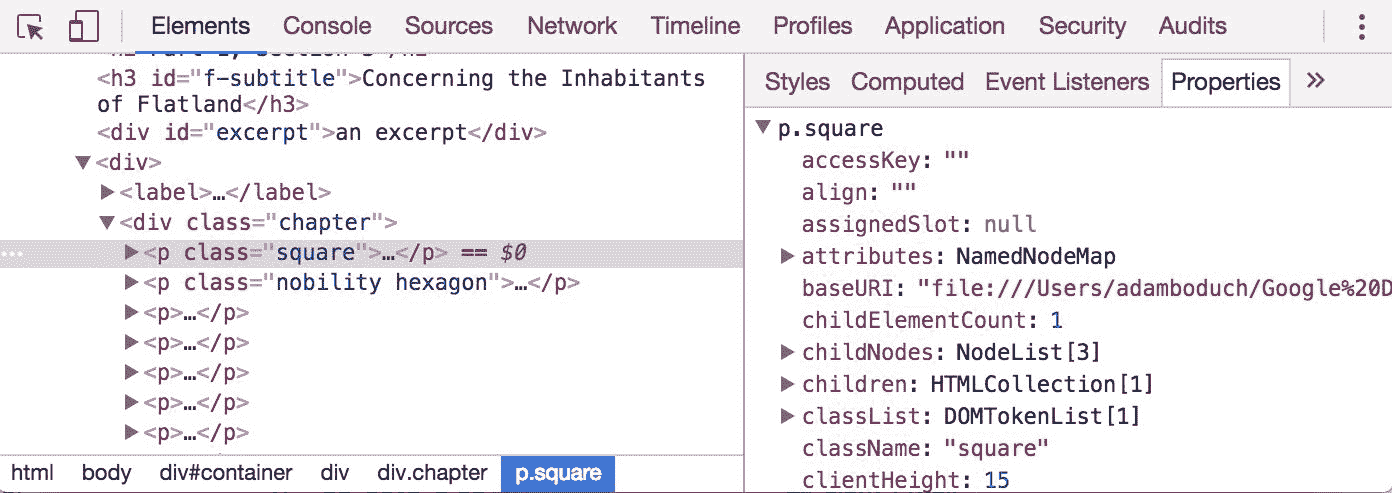 Elements Console Sources Network Timeline Profiles Application Security Audits
<h3 id="f-subtitle">Concerning the Inhabitants
of Flatland</h3>
<div id="excerpt">an excerpt</div>
▼<div>
▶<label>…</label>
▼<div class="chapter">
▶<p class="square">…</p> == $0
▶<p class="nobility hexagon">…</p>
▶<p>…</p>
▶<p>…</p>
▶<p>…</p>
▶<p>…</p>
▶<p>…</p>
html body div#container div div.chapter p.square
Styles Computed Event Listeners Properties »
▼p.square
accessKey: ""
align: ""
assignedSlot: null
▶attributes: NamedNodeMap
baseURI: "file:///Users/adamboduch/Google%20D
childElementCount: 1
▶childNodes: NodeList[3]
▶children: HTMLCollection[1]
▶classList: DOMTokenList[1]
className: "square"
clientHeight: 15